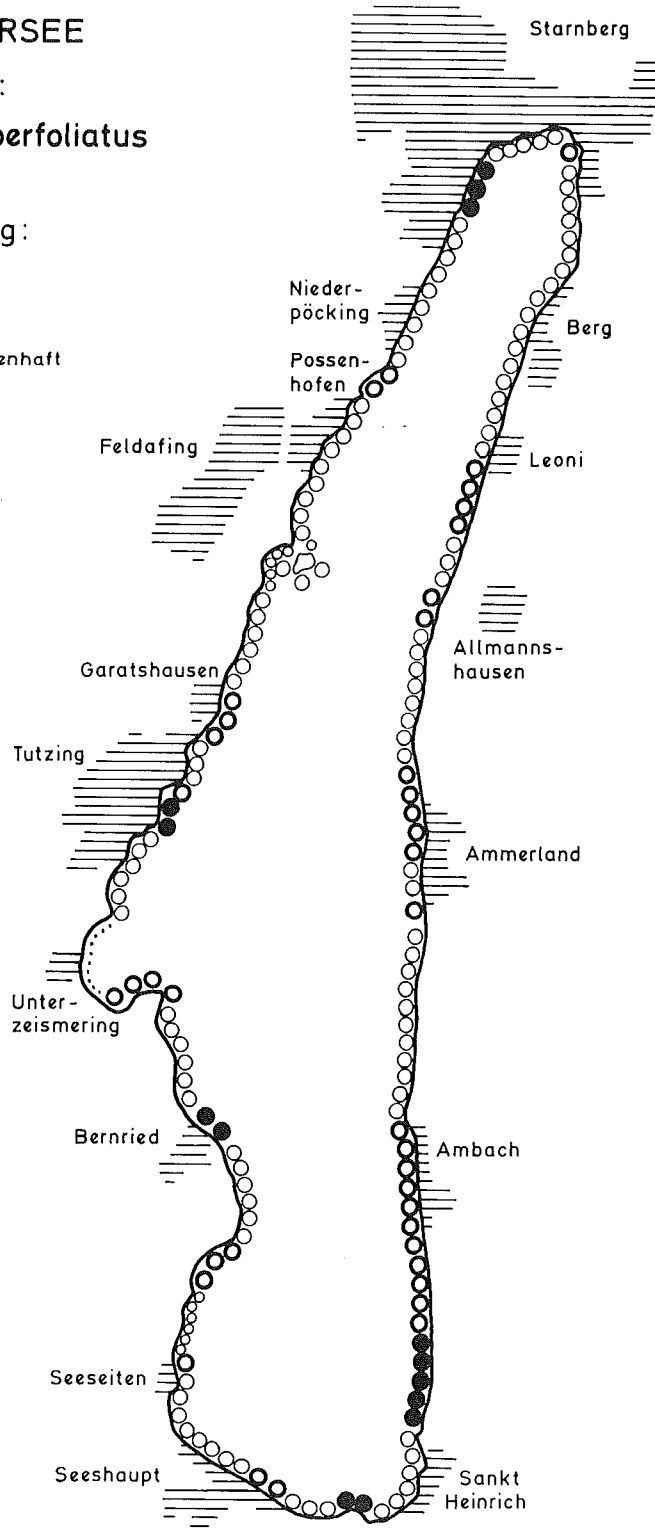 RSEE
:
perfoliatus
g:
enhaft
Starnberg
Nieder-
pöcking
Berg
Possen-
hofen
Feldafing
Leoni
Allmanns-
hausen
Garatshausen
Tutzing
Ammerland
Unter-
zeismering
Bernried
Ambach
Seeseiten
Seeshaupt
Sankt
Heinrich